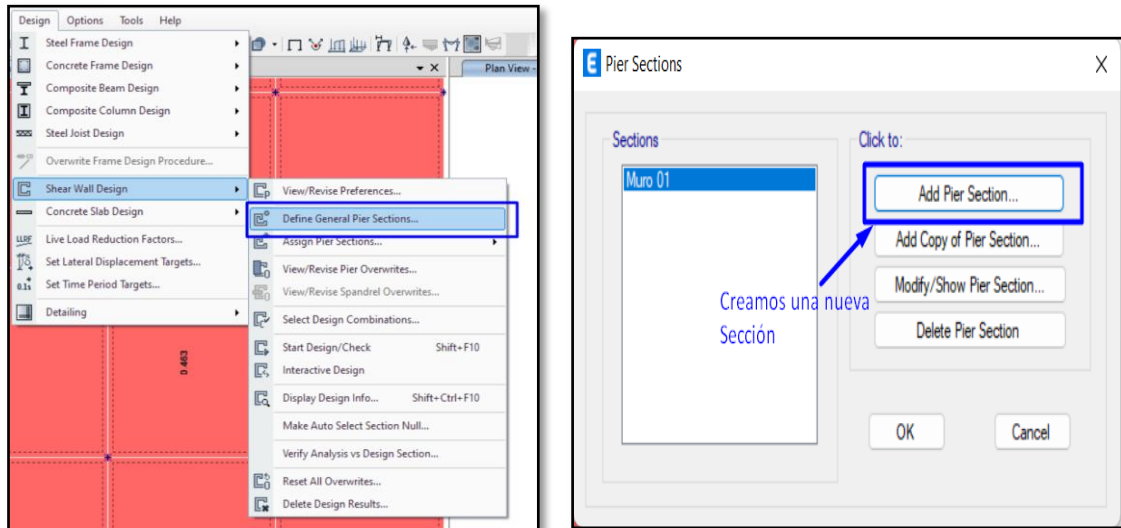 Design Options Tools Help
Steel Frame Design
Concrete Frame Design
Composite Beam Design
Composite Column Design
Steel Joist Design
Overwrite Frame Design Procedure...
Shear Wall Design
Concrete Slab Design
Live Load Reduction Factors...
Set Lateral Displacement Targets...
Set Time Period Targets...
Detailing
Plan View -
0.463
View/Revise Preferences...
Define General Pier Sections...
Assign Pier Sections...
View/Revise Pier Overwrites...
View/Revise Spandrel Overwrites...
Select Design Combinations...
Start Design/Check Shift+F10
Interactive Design
Display Design Info... Shift+Ctrl+F10
Make Auto Select Section Null...
Verify Analysis vs Design Section...
Reset All Overwrites...
Delete Design Results...
E Pier Sections X
Sections
Muro 01
Click to:
Add Pier Section...
Add Copy of Pier Section...
Modify/Show Pier Section...
Delete Pier Section
Creamos una nueva
Sección
OK Cancel